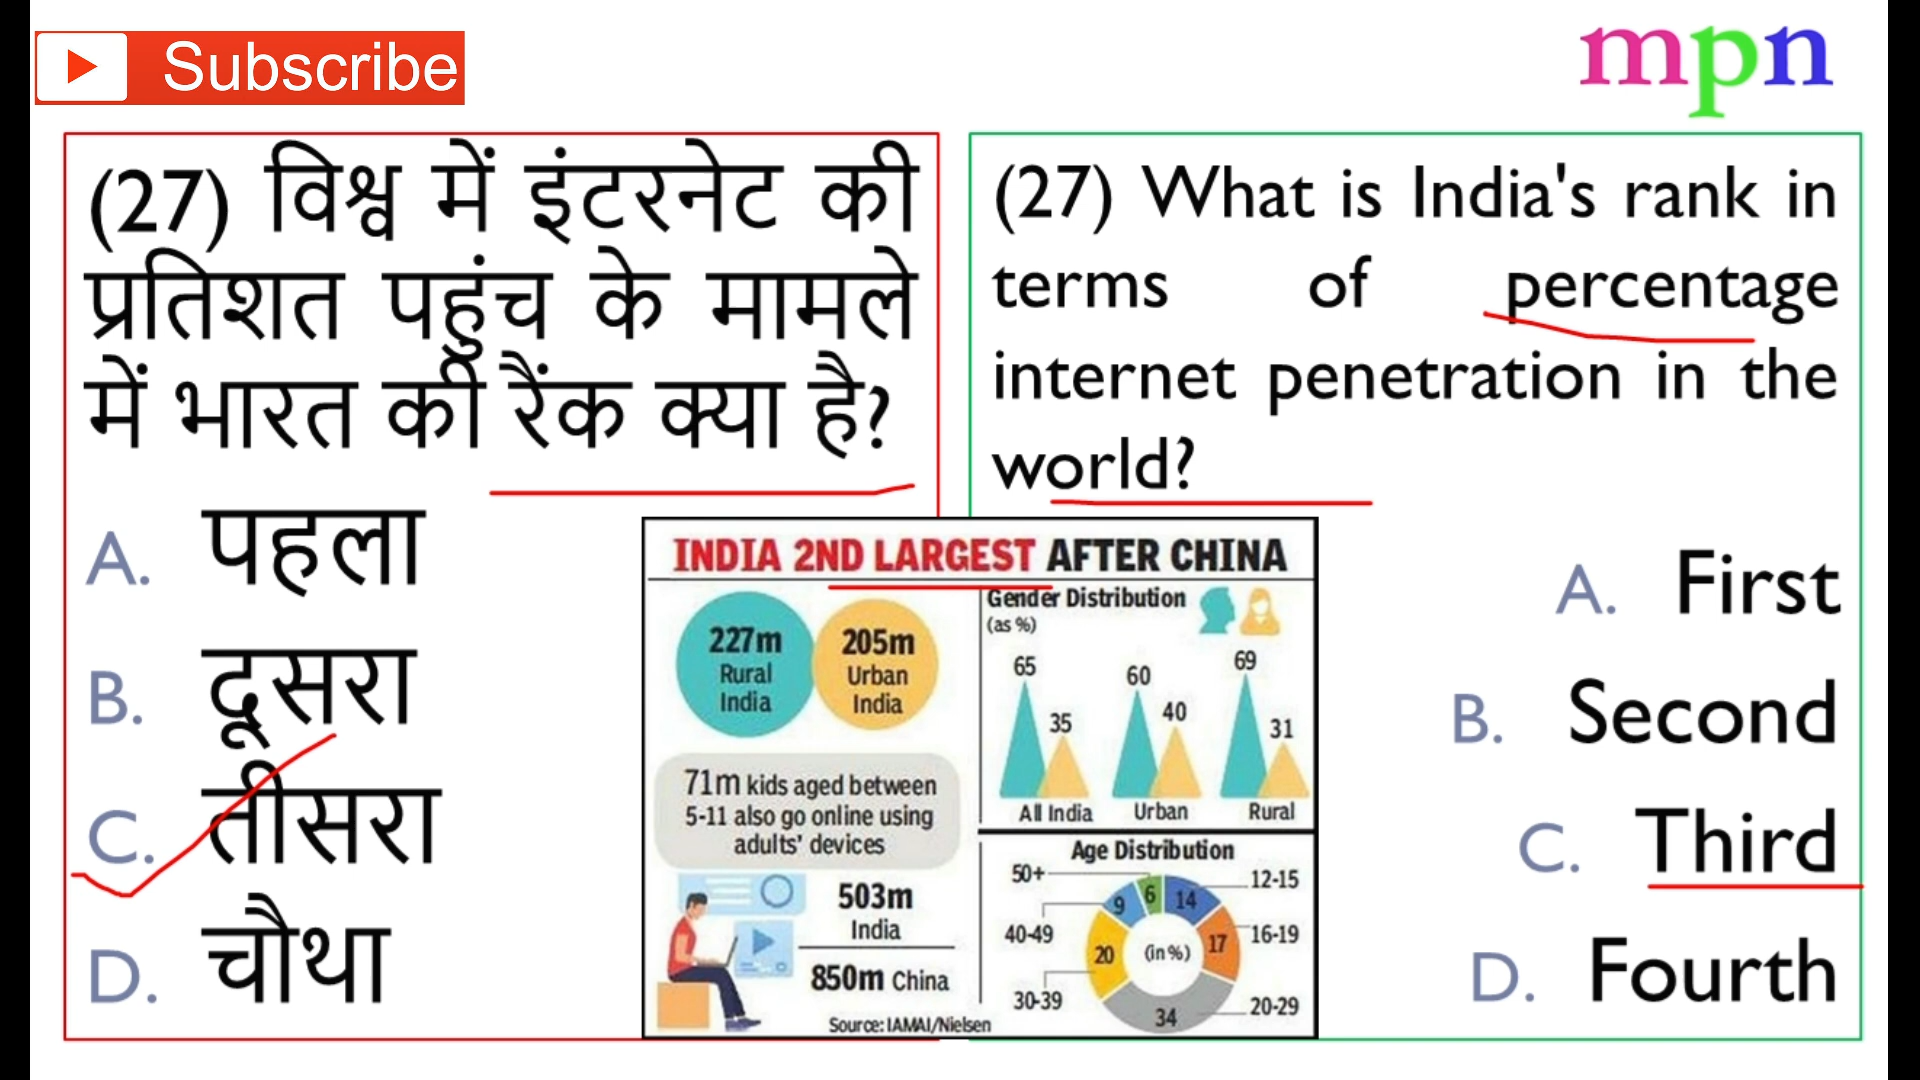 Subscribe
mpn
(27) विश्व में इंटरनेट की
प्रतिशत पहुंच के मामले
में भारत की रैंक क्या है?
A. पहला
B. दूसरा
C. तीसरा
D. चौथा
(27) What is India's rank in
terms of percentage
internet penetration in the
world?
A. First
B. Second
C. Third
D. Fourth
INDIA 2ND LARGEST AFTER CHINA
227m
Rural
India
205m
Urban
India
71m kids aged between
5-11 also go online using
adults' devices
503m
India
850m China
Source: IAMAI/Nielsen
Gender Distribution
(as %)
65
35
60
40
69
31
All India
Urban
Rural
Age Distribution
50+
12-15
40-49
16-19
30-39
20-29
9
6
14
20
(in %)
17
34